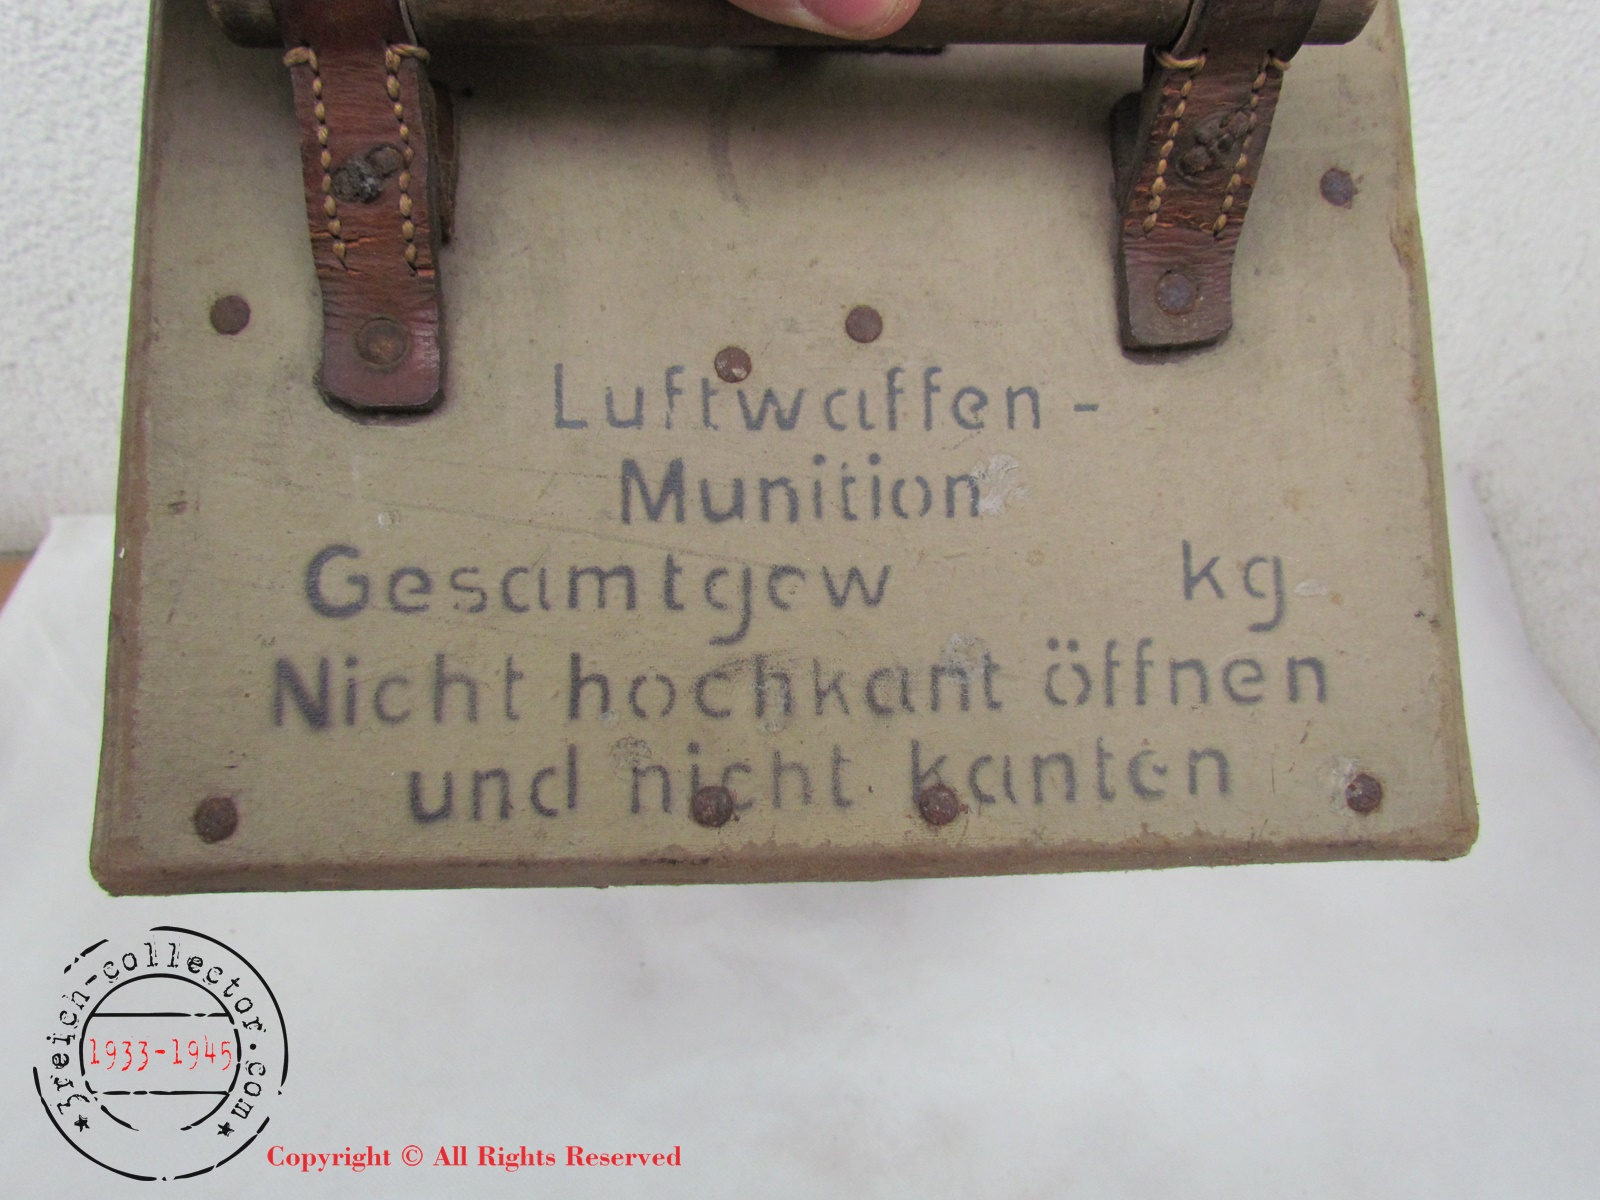 Luftwaffen-
Munition
Gesamtgew kg
Nicht hochkant öffnen
und nicht kanten
3reich-collector.com
1933-1945
Copyright © All Rights Reserved